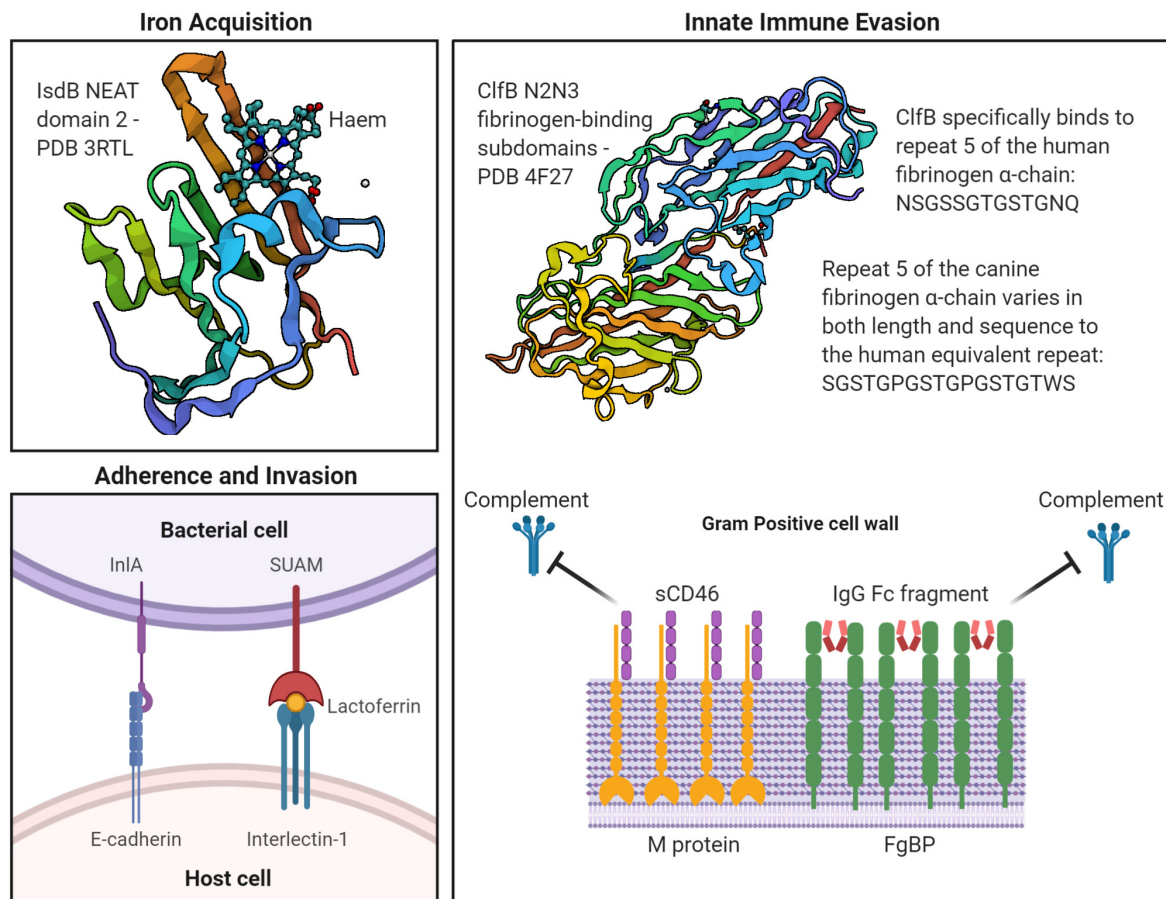 Iron Acquisition
IsdB NEAT
domain 2 -
PDB 3RTL
Haem
Innate Immune Evasion
ClfB N2N3
fibrinogen-binding
subdomains -
PDB 4F27
ClfB specifically binds to
repeat 5 of the human
fibrinogen α-chain:
NSGSSGTGSTGNQ
Repeat 5 of the canine
fibrinogen α-chain varies in
both length and sequence to
the human equivalent repeat:
SGSTGPGSTGPGSTGTWS
Adherence and Invasion
Bacterial cell
InlA
SUAM
Lactoferrin
E-cadherin
Interlectin-1
Host cell
Complement
Gram Positive cell wall
Complement
sCD46
IgG Fc fragment
M protein
FgBP